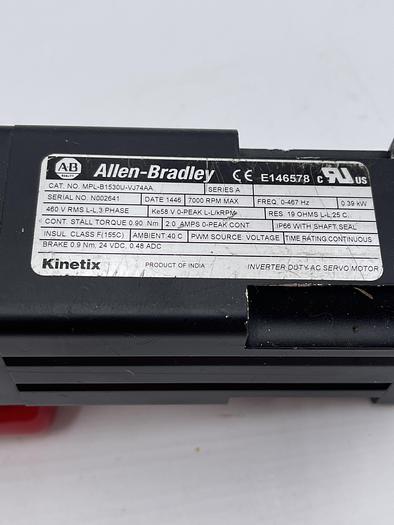 AB Allen-Bradley CE E146578 c RU US
CAT. NO. MPL-B1530U-VJ74AA SERIES A
SERIAL NO. N002641 DATE 1446 7000 RPM MAX FREQ. 0-467 Hz 0.39 kW
460 V RMS L-L,3 PHASE Ke58 V 0-PEAK L-L/kRPM RES. 19 OHMS L-L,25 C.
CONT. STALL TORQUE 0.90 Nm 2.0 AMPS 0-PEAK CONT IP66 WITH SHAFT SEAL
INSUL. CLASS F(155C) AMBIENT:40 C PWM SOURCE: VOLTAGE TIME RATING:CONTINUOUS
BRAKE 0.9 Nm, 24 VDC, 0.48 ADC
Kinetix PRODUCT OF INDIA INVERTER DUTY AC SERVO MOTOR